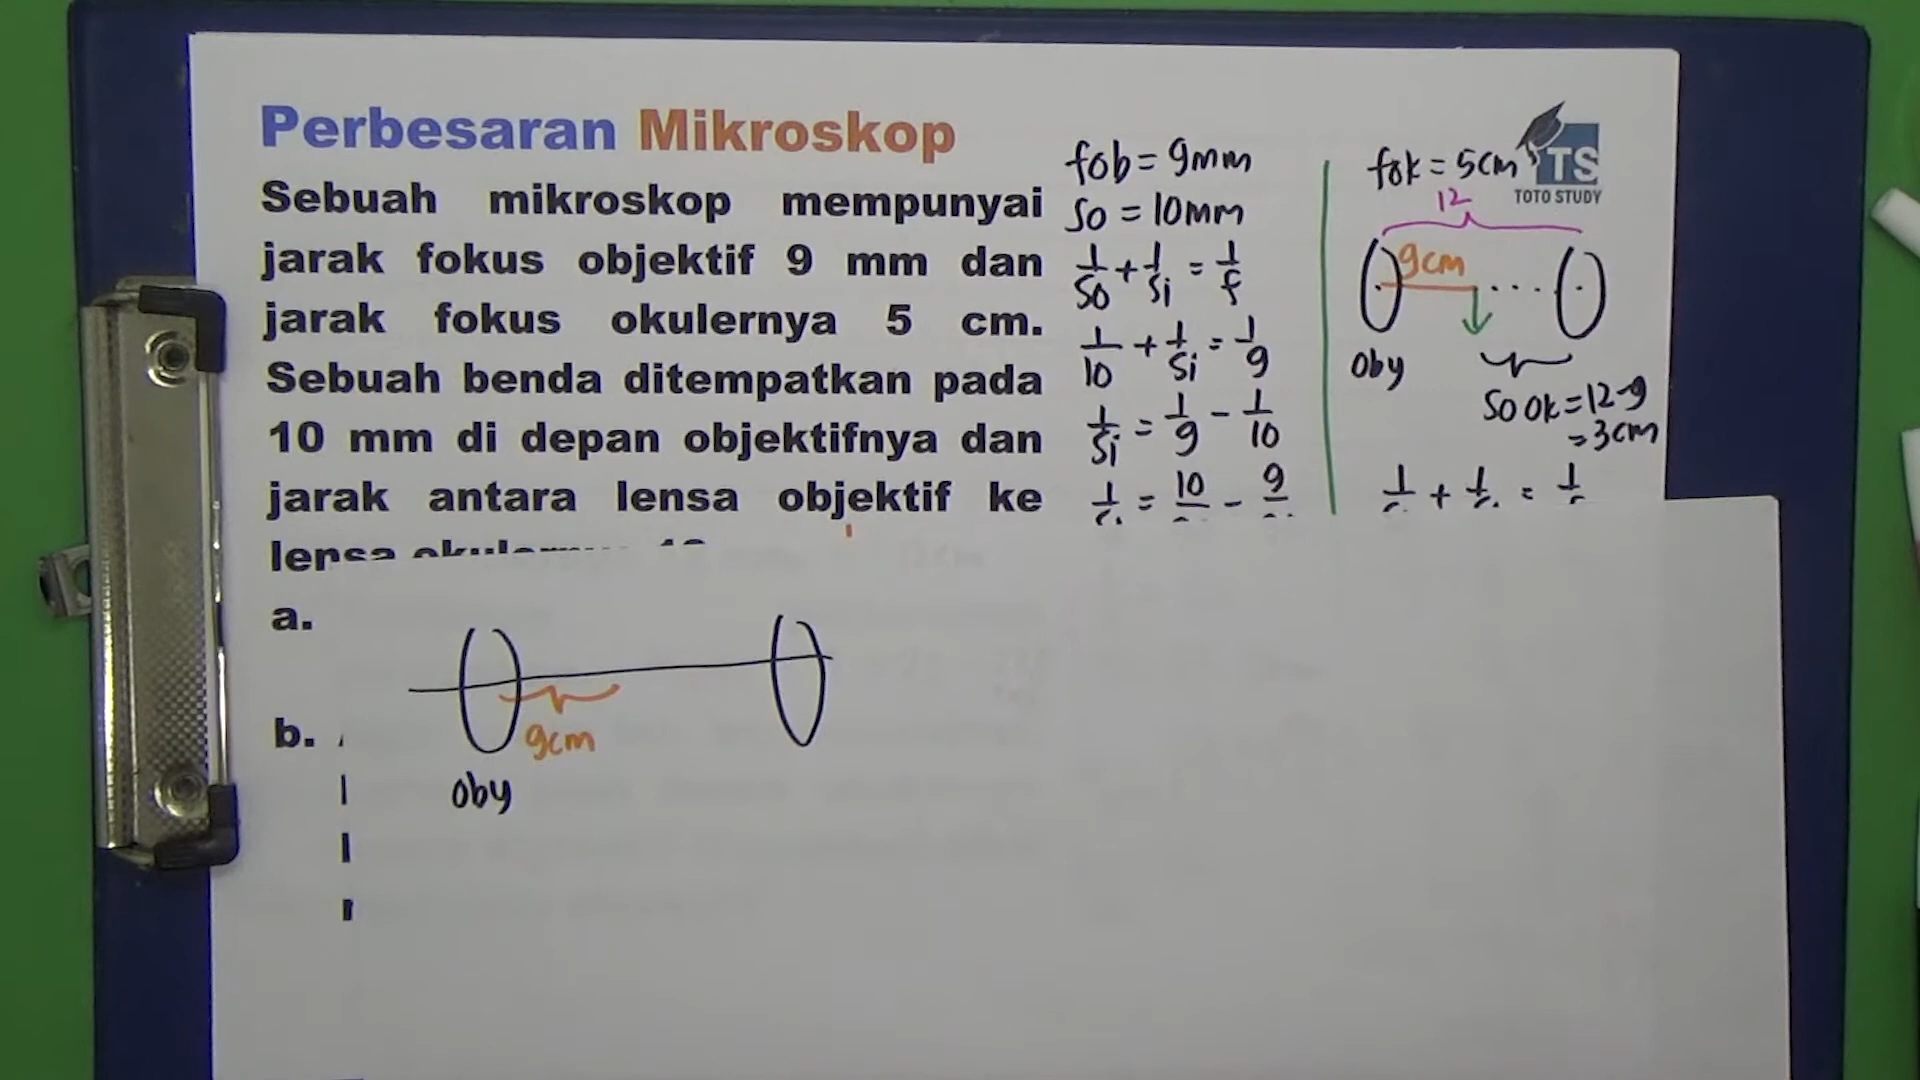 Perbesaran Mikroskop
Sebuah mikroskop mempunyai
jarak fokus objektif 9 mm dan
jarak fokus okulernya 5 cm.
Sebuah benda ditempatkan pada
10 mm di depan objektifnya dan
jarak antara lensa objektif ke
lensa
a.
b.
oby
9cm
fob = 9mm
So = 10mm
1/So + 1/Si = 1/f
1/10 + 1/Si = 1/9
1/Si = 1/9 - 1/10
10 9
fok = 5cm
TS
TOTO STUDY
12
9cm ...
oby
So ok = 12-9
= 3cm